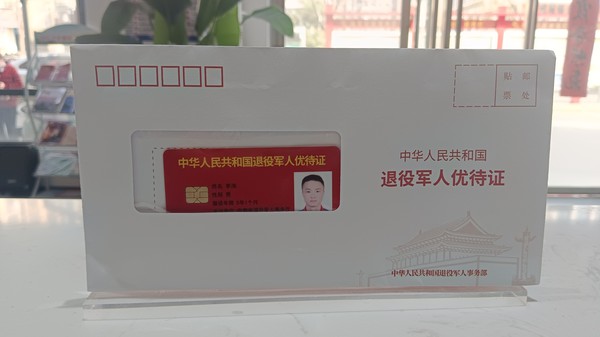 贴 邮
票 处
中华人民共和国
退役军人优待证
中华人民共和国退役军人优待证
中华人民共和国退役军人事务部